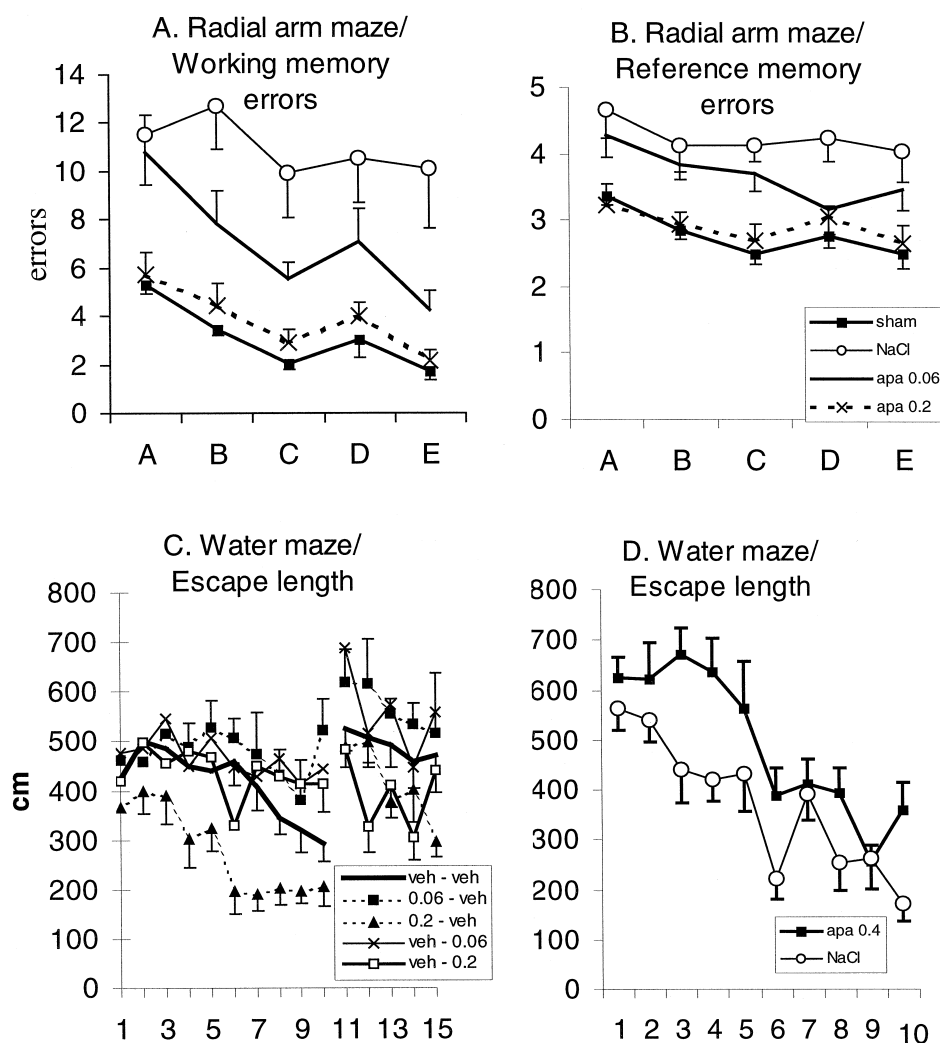 A. Radial arm maze/
Working memory
errors
14
12
10
8
6
4
2
0
errors
A B C D E
B. Radial arm maze/
Reference memory
errors
5
4
3
2
1
0
sham
NaCl
apa 0.06
apa 0.2
A B C D E
C. Water maze/
Escape length
800
700
600
500
400
300
200
100
0
cm
veh - veh
0.06 - veh
0.2 - veh
veh - 0.06
veh - 0.2
1 3 5 7 9 11 13 15
D. Water maze/
Escape length
800
700
600
500
400
300
200
100
0
apa 0.4
NaCl
1 2 3 4 5 6 7 8 9 10